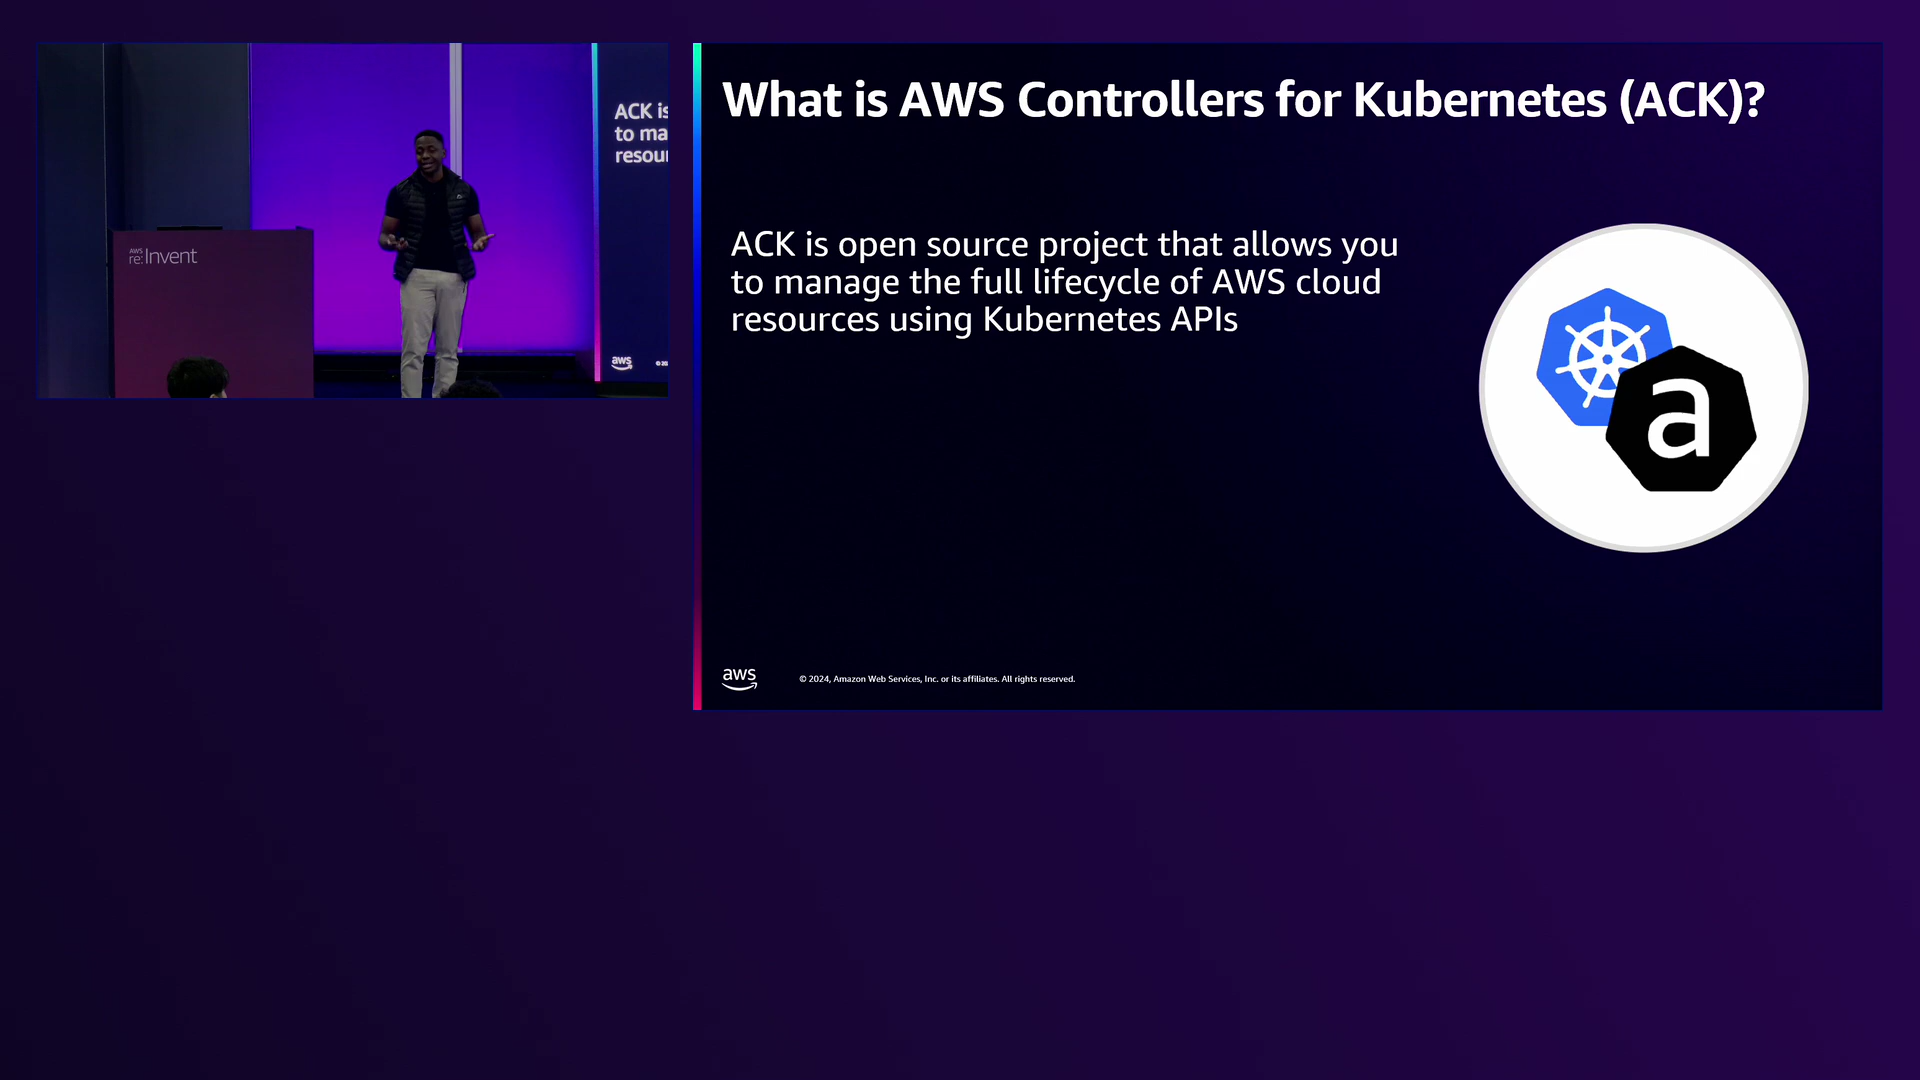 AWS
re:Invent
ACK is
to ma
resou
aws
What is AWS Controllers for Kubernetes (ACK)?
ACK is open source project that allows you
to manage the full lifecycle of AWS cloud
resources using Kubernetes APIs
a
aws
© 2024, Amazon Web Services, Inc. or its affiliates. All rights reserved.